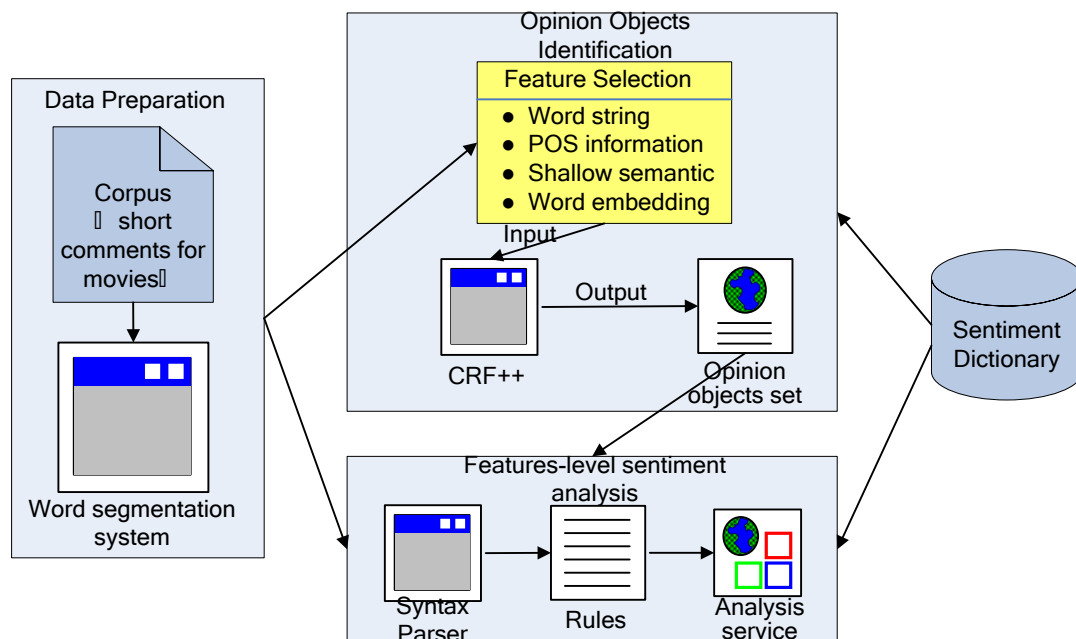 Data Preparation
Corpus
short
comments for
movies
Word segmentation
system
Opinion Objects
Identification
Feature Selection
● Word string
● POS information
● Shallow semantic
● Word embedding
Input
Output
CRF++
Opinion
objects set
Features-level sentiment
analysis
Syntax
Parser
Rules
Analysis
service
Sentiment
Dictionary